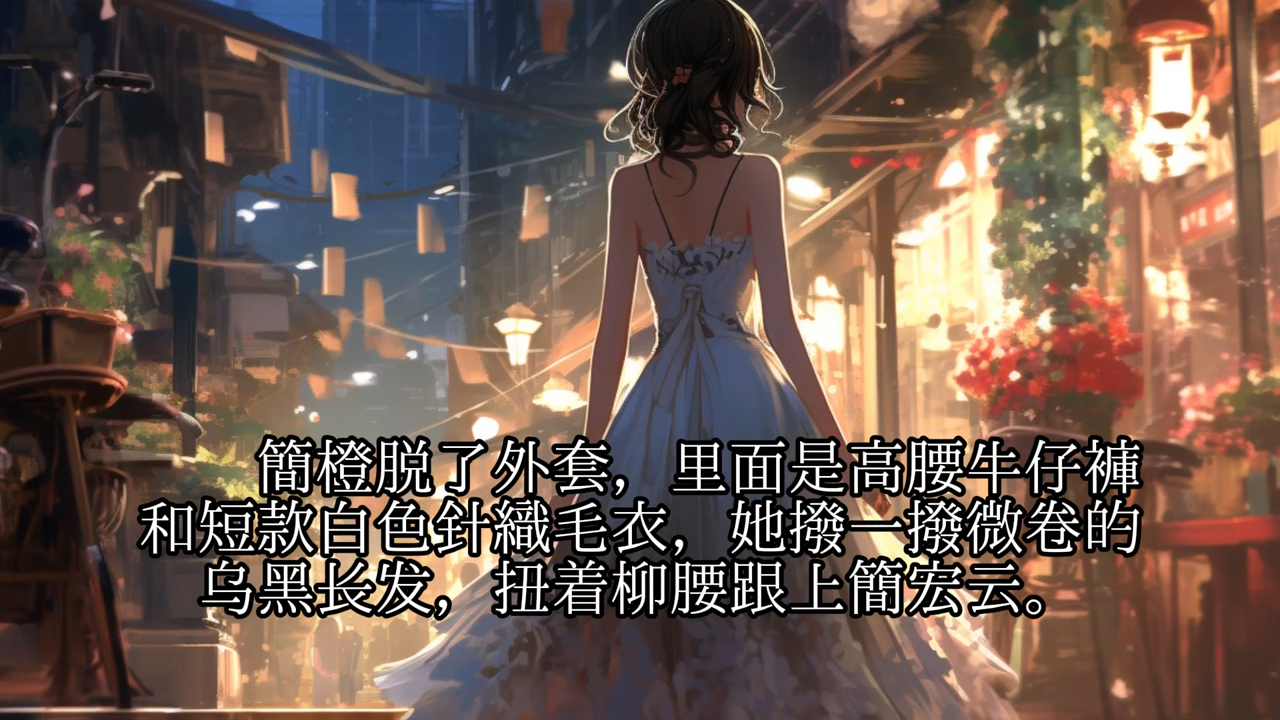 簡橙脱了外套，里面是高腰牛仔褲
和短款白色針織毛衣，她撥一撥微卷的
乌黑长发，扭着柳腰跟上簡宏云。